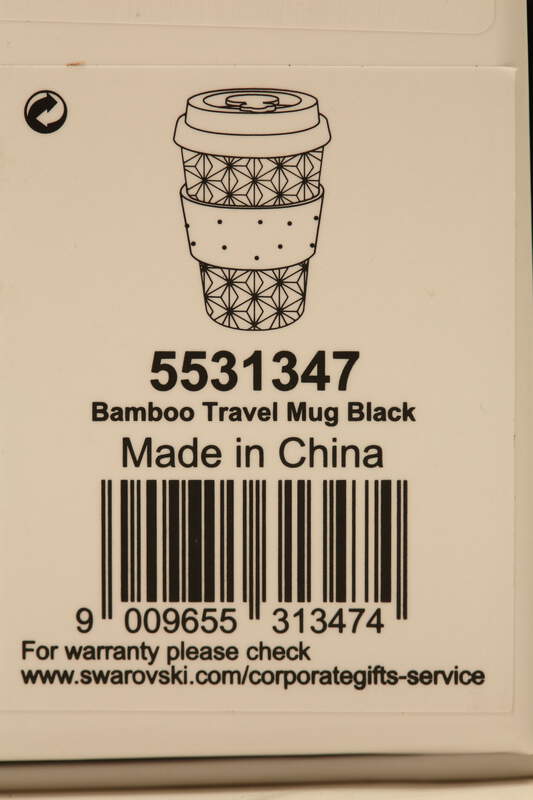 5531347
Bamboo Travel Mug Black
Made in China
9 009655 313474
For warranty please check
www.swarovski.com/corporategifts-service